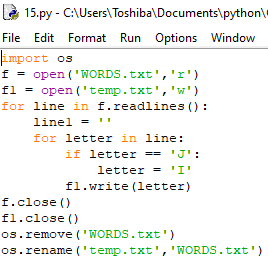 15.py - C:\Users\Toshiba\Documents\python\
File Edit Format Run Options Window Help
import os
f = open('WORDS.txt','r')
f1 = open('temp.txt','w')
for line in f.readlines():
    line1 = ''
    for letter in line:
        if letter == 'J':
            letter = 'I'
        f1.write(letter)
f.close()
f1.close()
os.remove('WORDS.txt')
os.rename('temp.txt','WORDS.txt')